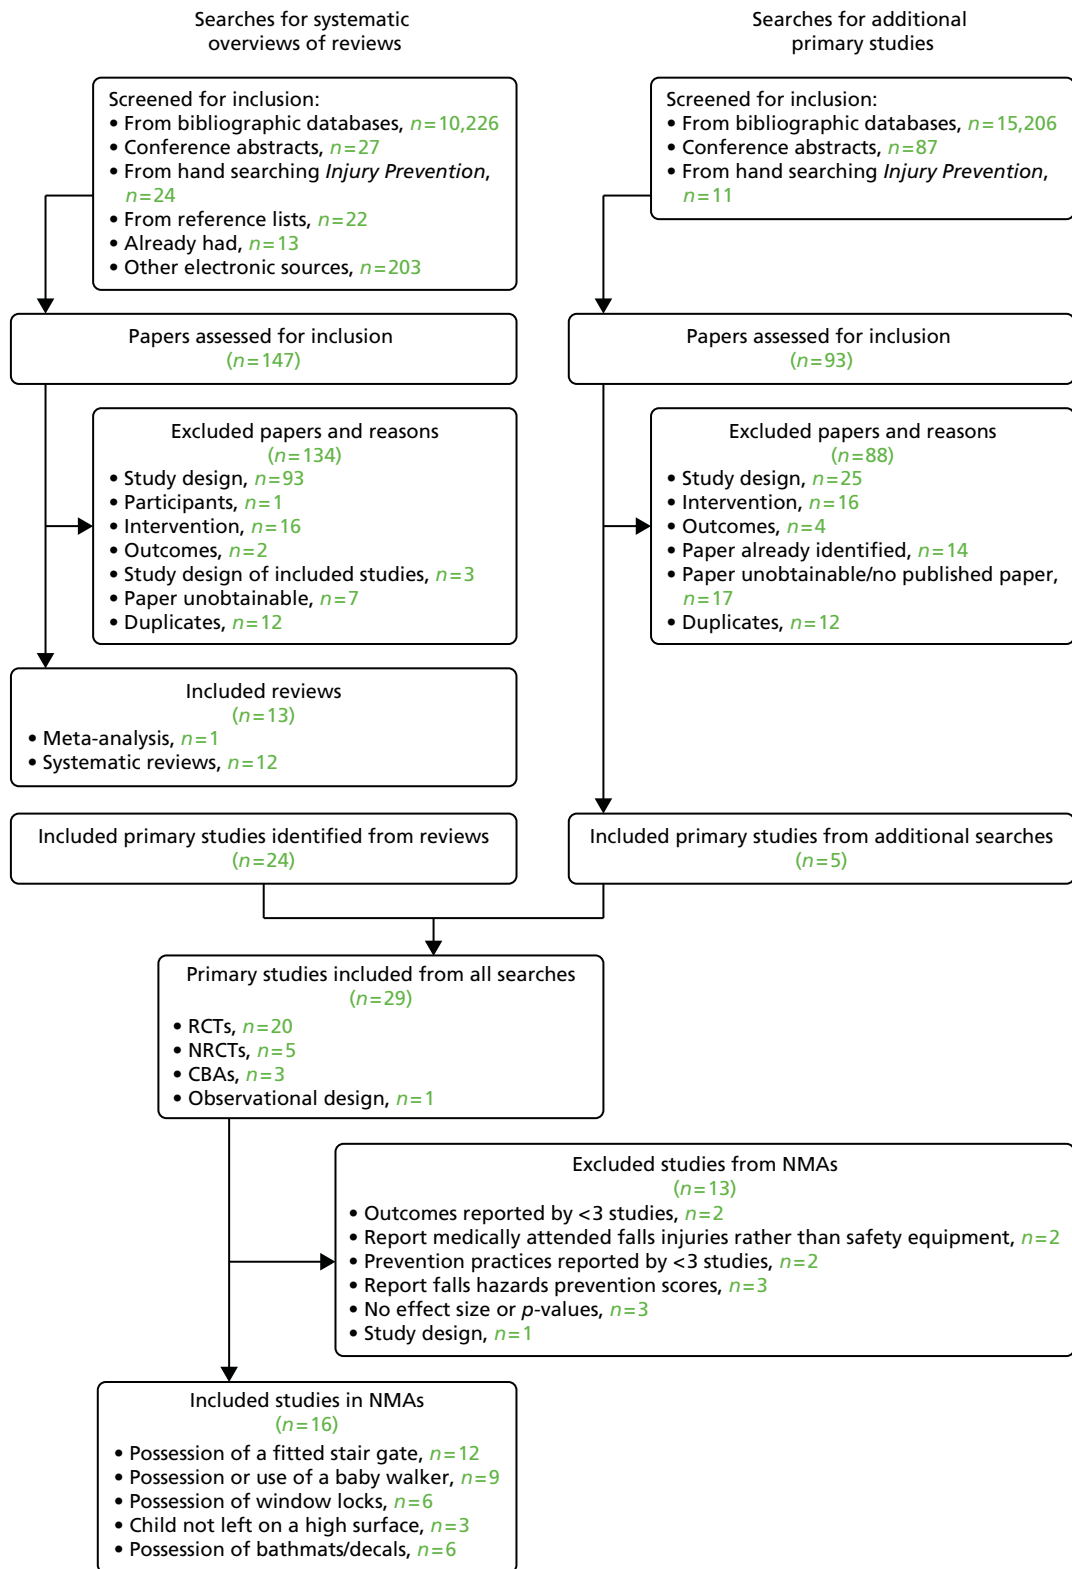 Searches for systematic
overviews of reviews
Screened for inclusion:
• From bibliographic databases, n=10,226
• Conference abstracts, n=27
• From hand searching Injury Prevention,
n=24
• From reference lists, n=22
• Already had, n=13
• Other electronic sources, n=203
Papers assessed for inclusion
(n=147)
Excluded papers and reasons
(n=134)
• Study design, n=93
• Participants, n=1
• Intervention, n=16
• Outcomes, n=2
• Study design of included studies, n=3
• Paper unobtainable, n=7
• Duplicates, n=12
Included reviews
(n=13)
• Meta-analysis, n=1
• Systematic reviews, n=12
Included primary studies identified from reviews
(n=24)
Searches for additional
primary studies
Screened for inclusion:
• From bibliographic databases, n=15,206
• Conference abstracts, n=87
• From hand searching Injury Prevention,
n=11
Papers assessed for inclusion
(n=93)
Excluded papers and reasons
(n=88)
• Study design, n=25
• Intervention, n=16
• Outcomes, n=4
• Paper already identified, n=14
• Paper unobtainable/no published paper,
n=17
• Duplicates, n=12
Included primary studies from additional searches
(n=5)
Primary studies included from all searches
(n=29)
• RCTs, n=20
• NRCTs, n=5
• CBAs, n=3
• Observational design, n=1
Excluded studies from NMAs
(n=13)
• Outcomes reported by <3 studies, n=2
• Report medically attended falls injuries rather than safety equipment, n=2
• Prevention practices reported by <3 studies, n=2
• Report falls hazards prevention scores, n=3
• No effect size or p-values, n=3
• Study design, n=1
Included studies in NMAs
(n=16)
• Possession of a fitted stair gate, n=12
• Possession or use of a baby walker, n=9
• Possession of window locks, n=6
• Child not left on a high surface, n=3
• Possession of bathmats/decals, n=6